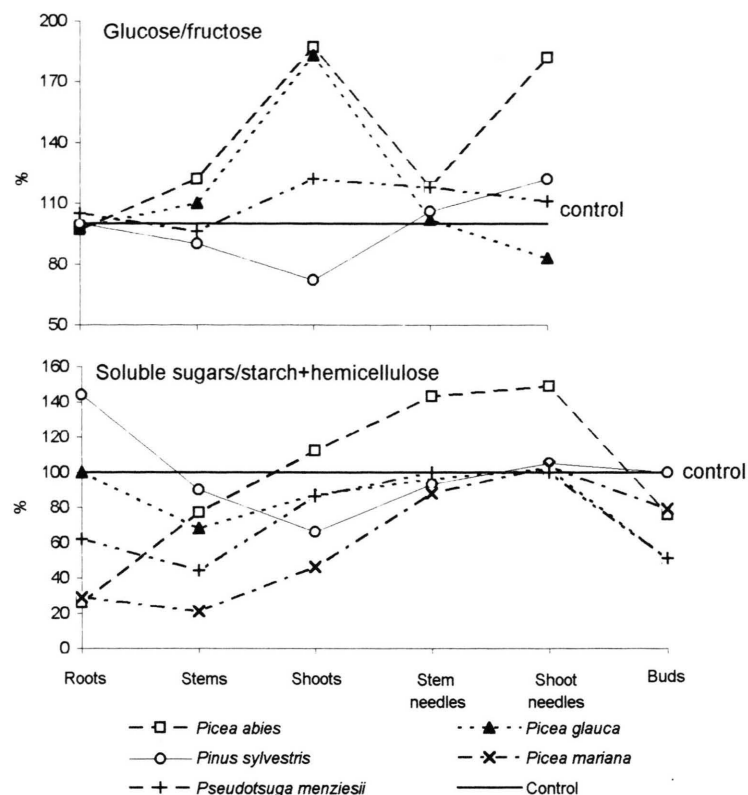 Glucose/fructose
200
170
140
110
80
50
%
control
Soluble sugars/starch+hemicellulose
160
140
120
100
80
60
40
20
0
%
control
Roots Stems Shoots Stem needles Shoot needles Buds
Picea abies Picea glauca
Pinus sylvestris Picea mariana
Pseudotsuga menziesii Control